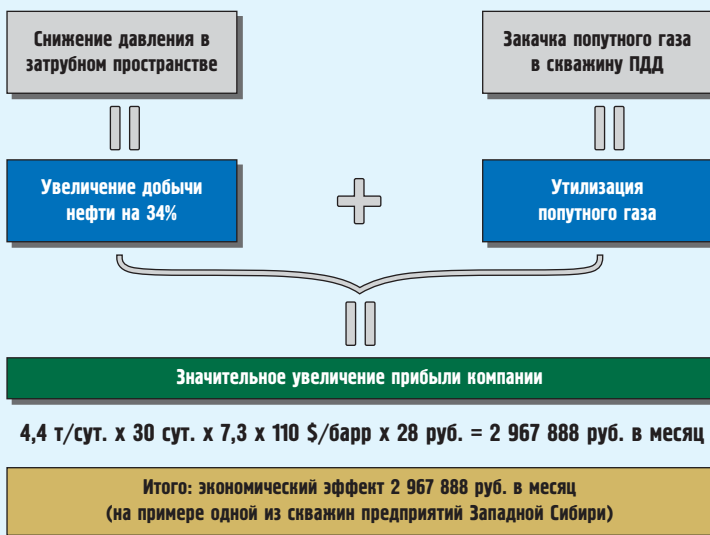 Снижение давления в
затрубном пространстве
Закачка попутного газа
в скважину ПДД
Увеличение добычи
нефти на 34%
Утилизация
попутного газа
Значительное увеличение прибыли компании
4,4 т/сут. х 30 сут. х 7,3 х 110 $/барр х 28 руб. = 2 967 888 руб. в месяц
Итого: экономический эффект 2 967 888 руб. в месяц
(на примере одной из скважин предприятий Западной Сибири)